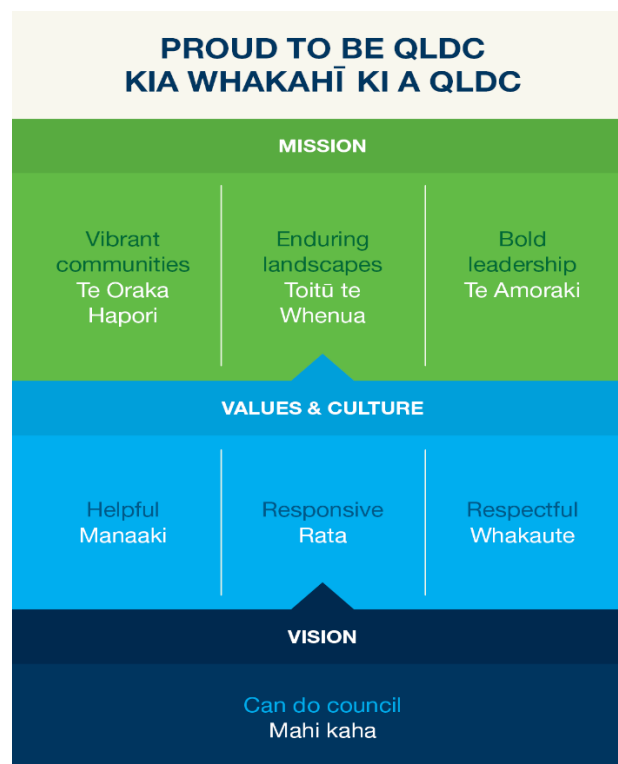 PROUD TO BE QLDC
KIA WHAKAHĪ KI A QLDC
MISSION
Vibrant
communities
Te Oraka
Hapori
Enduring
landscapes
Toitū te
Whenua
Bold
leadership
Te Amoraki
VALUES & CULTURE
Helpful
Manaaki
Responsive
Rata
Respectful
Whakaute
VISION
Can do council
Mahi kaha